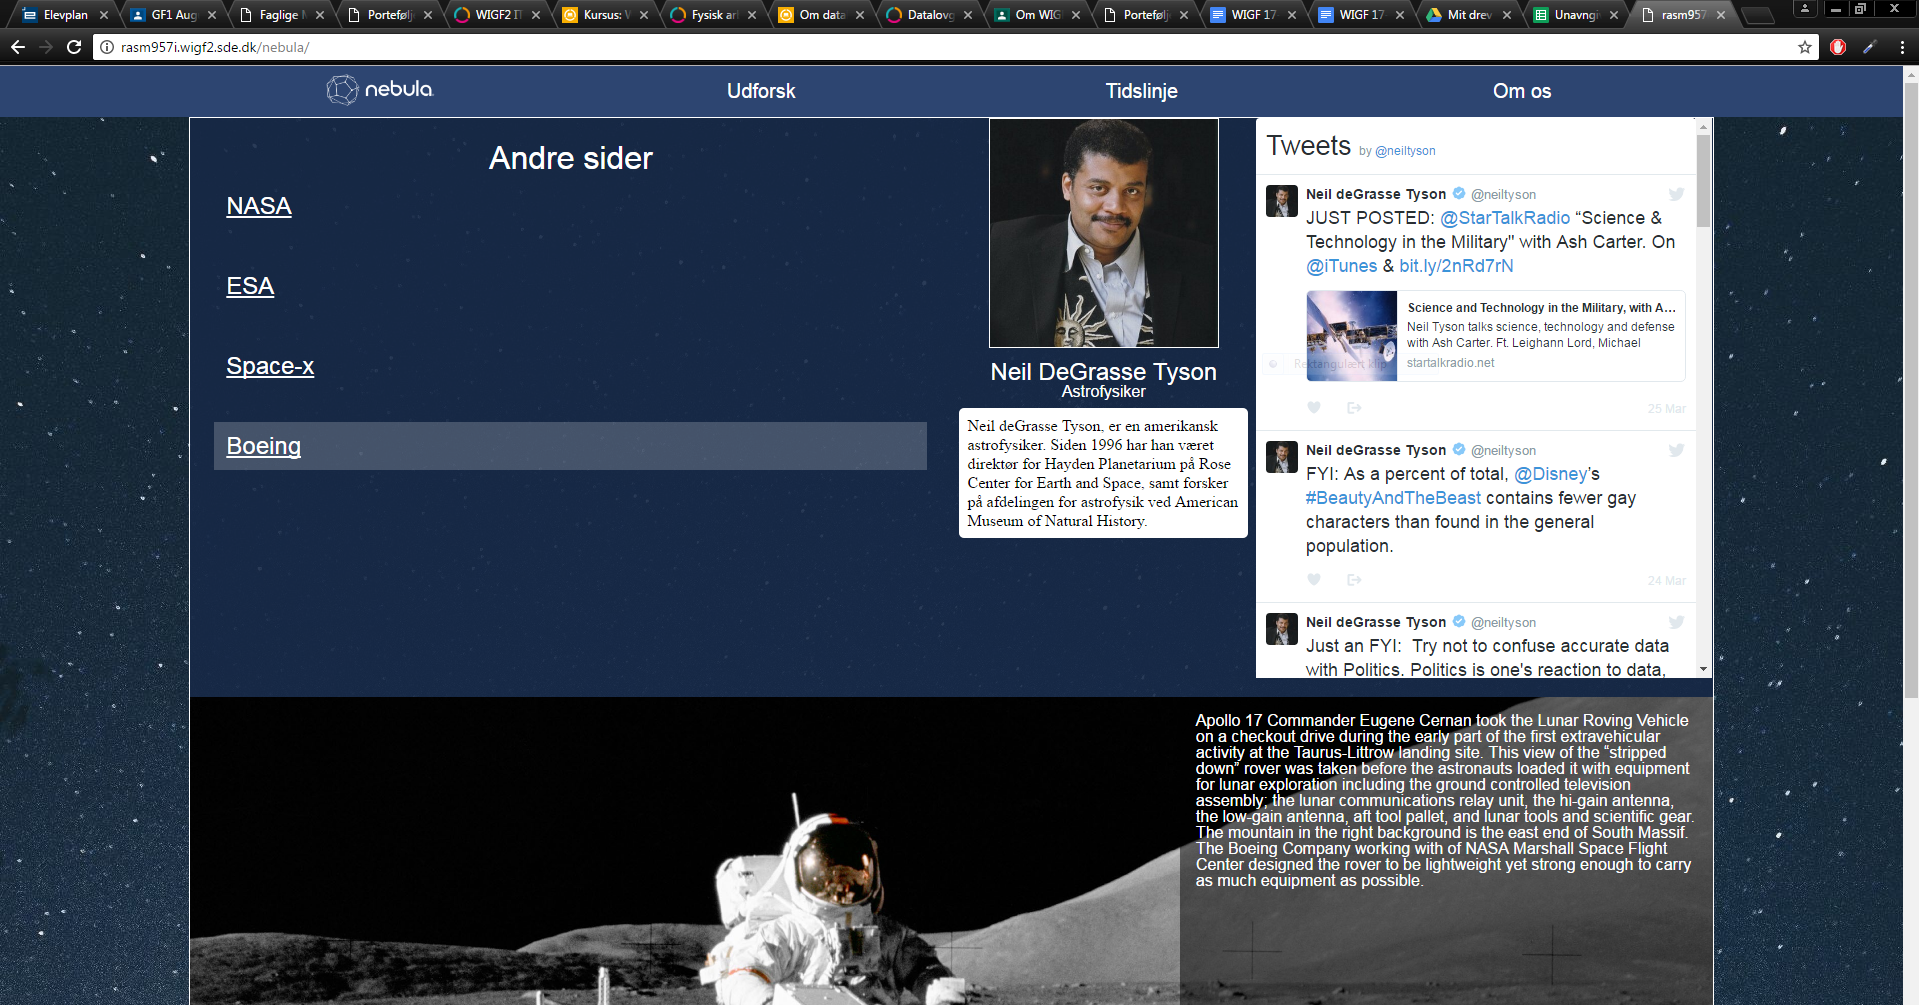 Elevplan
GF1 Aug
Faglige
Portefølj
WIGF2 IT
Kursus: W
Fysisk ar
Om data
Datalovg
Om WIG
Portefølj
WIGF 17-
WIGF 17-
Mit drev
Unavngiv
rasm957
rasm957i.wigf2.sde.dk/nebula/
nebula
Udforsk
Tidslinje
Om os
Andre sider
NASA
ESA
Space-x
Boeing
Neil DeGrasse Tyson
Astrofysiker
Neil deGrasse Tyson, er en amerikansk
astrofysiker. Siden 1996 har han været
direktør for Hayden Planetarium på Rose
Center for Earth and Space, samt forsker
på afdelingen for astrofysik ved American
Museum of Natural History.
Tweets by @neiltyson
Neil deGrasse Tyson @neiltyson
JUST POSTED: @StarTalkRadio “Science &
Technology in the Military" with Ash Carter. On
@iTunes & bit.ly/2nRd7rN
Science and Technology in the Military, with A…
Neil Tyson talks science, technology and defense
with Ash Carter. Ft. Leighann Lord, Michael
startalkradio.net
Rektangulært klip
25 Mar
Neil deGrasse Tyson @neiltyson
FYI: As a percent of total, @Disney’s
#BeautyAndTheBeast contains fewer gay
characters than found in the general
population.
24 Mar
Neil deGrasse Tyson @neiltyson
Just an FYI: Try not to confuse accurate data
with Politics. Politics is one's reaction to data,
Apollo 17 Commander Eugene Cernan took the Lunar Roving Vehicle
on a checkout drive during the early part of the first extravehicular
activity at the Taurus-Littrow landing site. This view of the “stripped
down” rover was taken before the astronauts loaded it with equipment
for lunar exploration including the ground controlled television
assembly; the lunar communications relay unit, the hi-gain antenna,
the low-gain antenna, aft tool pallet, and lunar tools and scientific gear.
The mountain in the right background is the east end of South Massif.
The Boeing Company working with of NASA Marshall Space Flight
Center designed the rover to be lightweight yet strong enough to carry
as much equipment as possible.